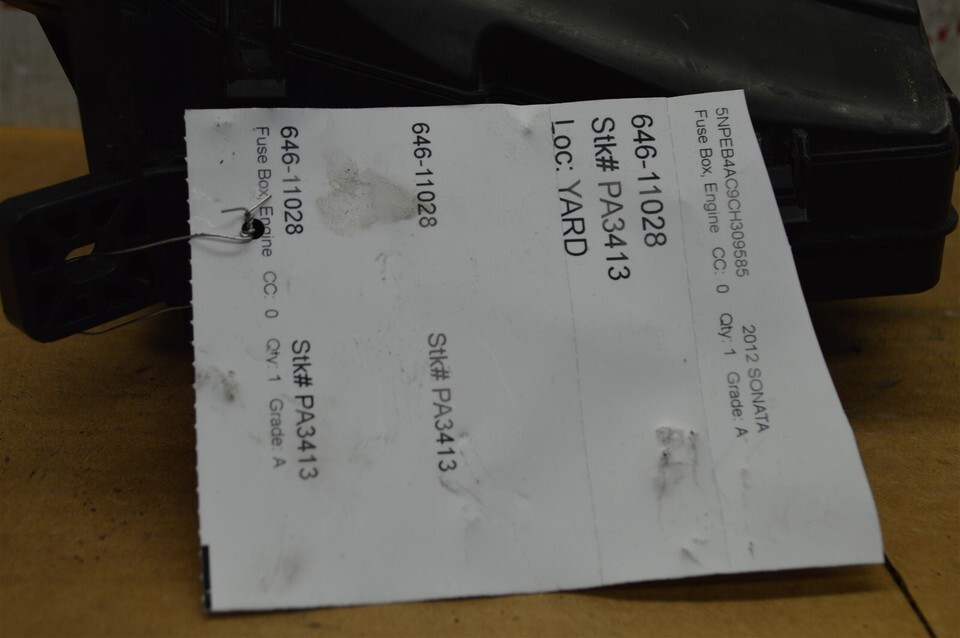 5NPEB4AC9CH309585 2012 SONATA
Fuse Box, Engine CC: 0 Qty: 1 Grade: A
646-11028
Stk# PA3413
Loc: YARD
646-11028 Stk# PA3413
646-11028 Stk# PA3413
Fuse Box, Engine CC: 0 Qty: 1 Grade: A